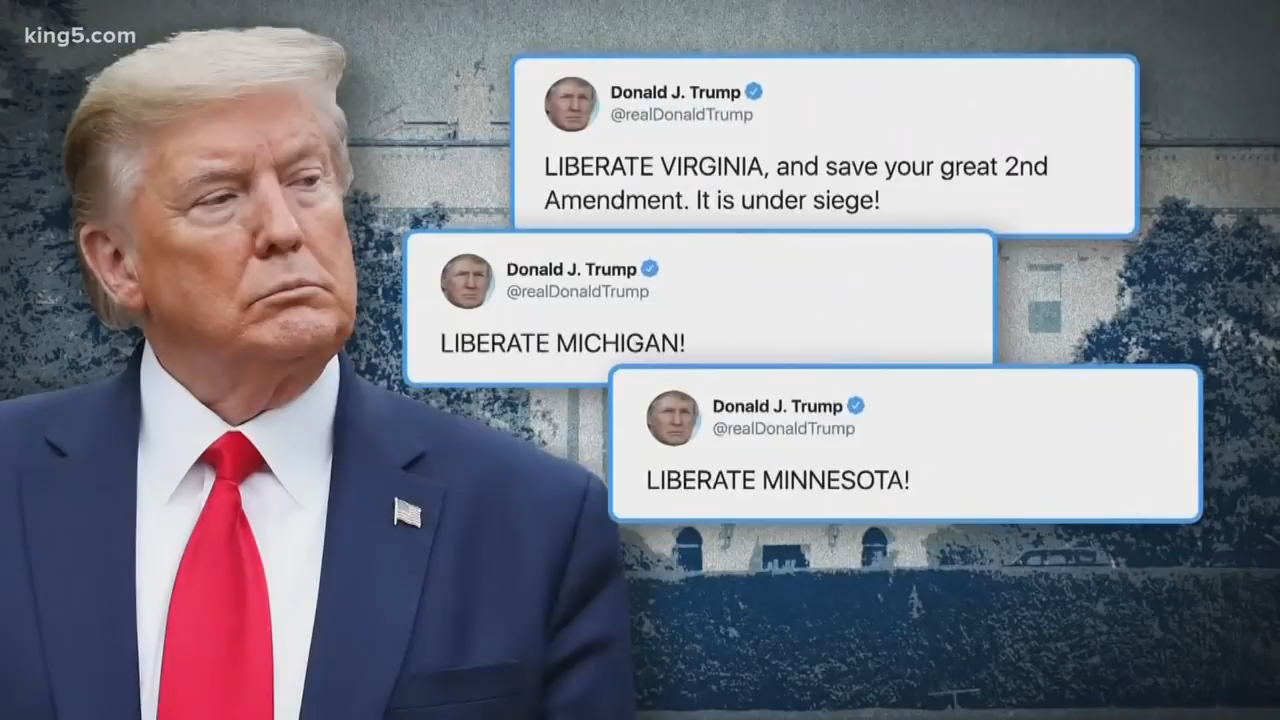 king5.com
Donald J. Trump
@realDonaldTrump
LIBERATE VIRGINIA, and save your great 2nd
Amendment. It is under siege!
Donald J. Trump
@realDonaldTrump
LIBERATE MICHIGAN!
Donald J. Trump
@realDonaldTrump
LIBERATE MINNESOTA!